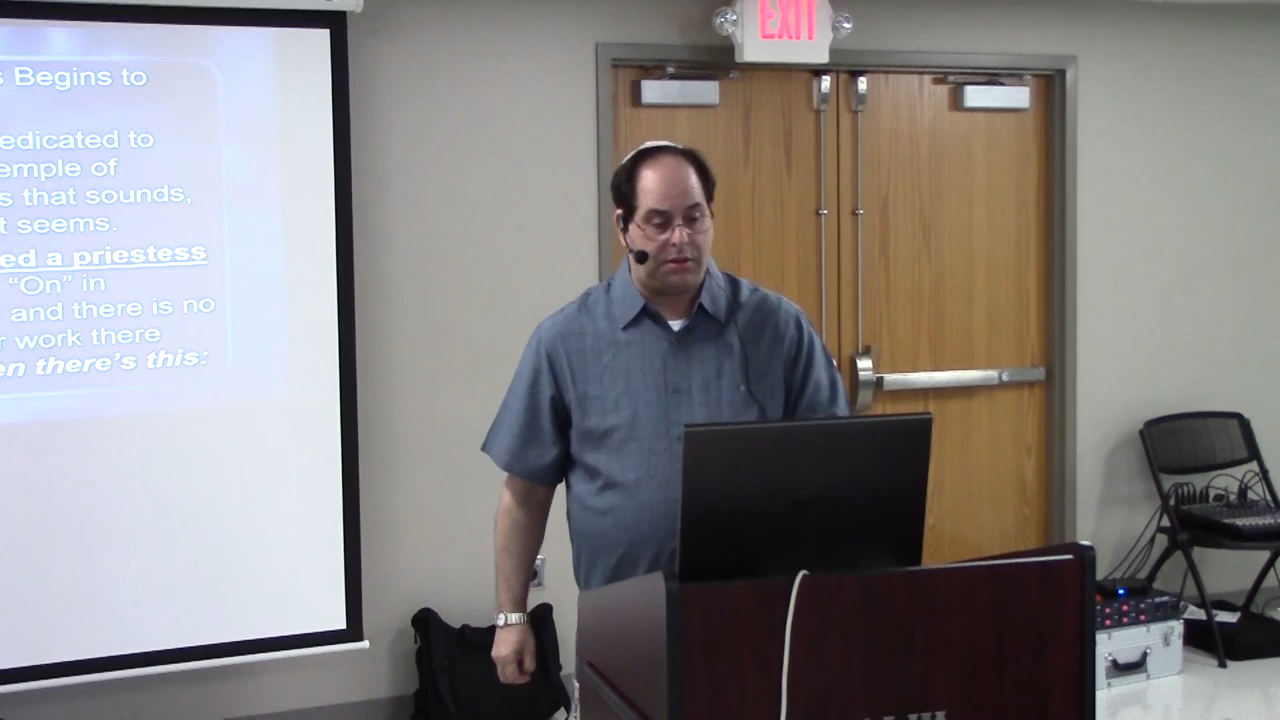 EXIT
Begins to
edicated to
emple of
s that sounds,
t seems.
ed a priestess
“On” in
and there is no
r work there
en there’s this: